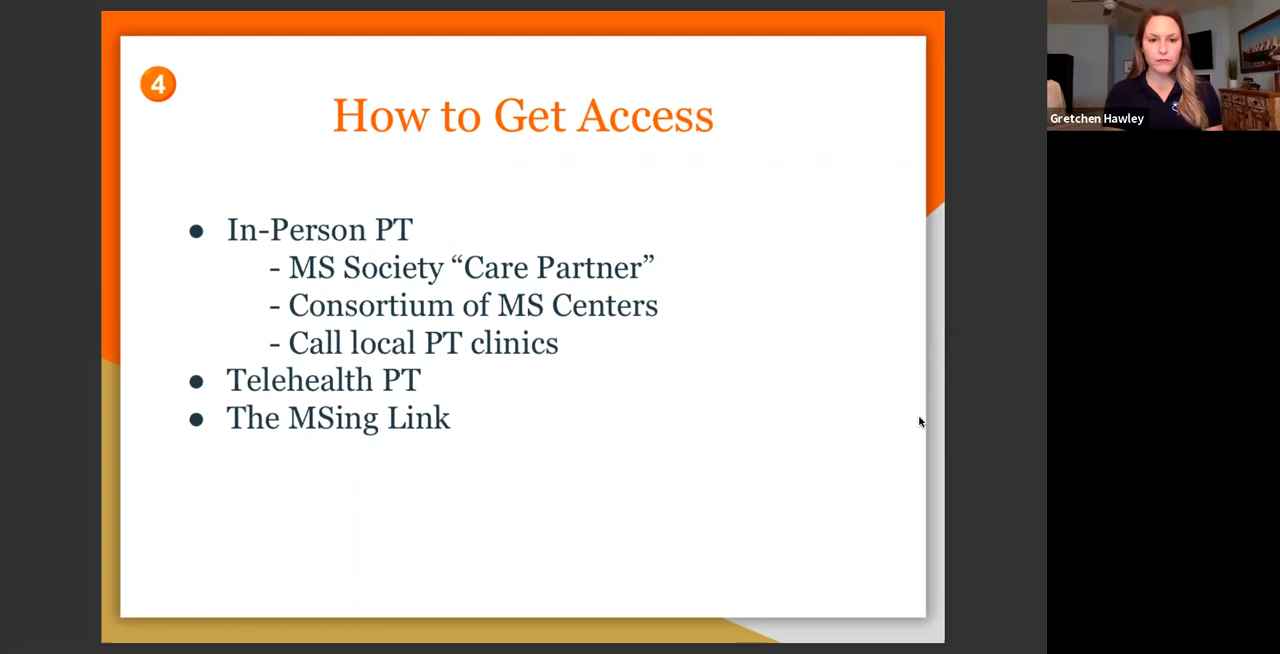 4
How to Get Access
● In-Person PT
- MS Society “Care Partner”
- Consortium of MS Centers
- Call local PT clinics
● Telehealth PT
● The MSing Link
Gretchen Hawley